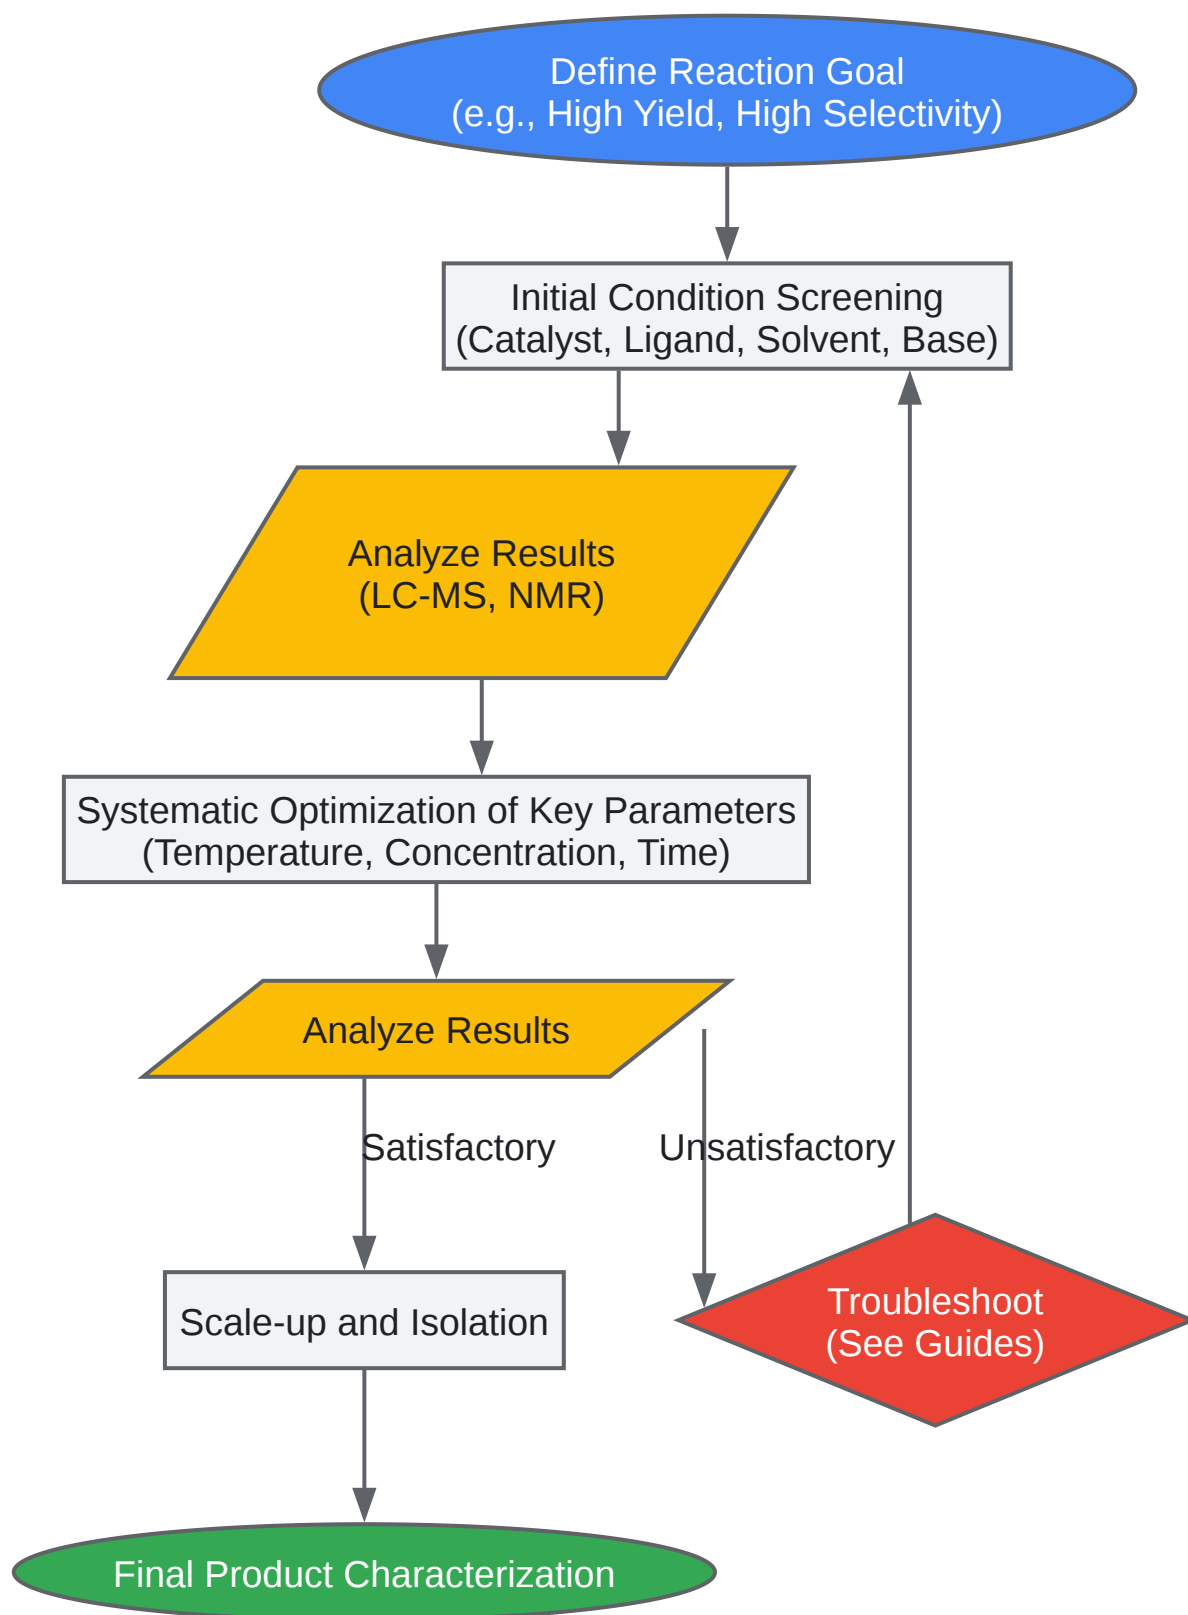 Define Reaction Goal
(e.g., High Yield, High Selectivity)
Initial Condition Screening
(Catalyst, Ligand, Solvent, Base)
Analyze Results
(LC-MS, NMR)
Systematic Optimization of Key Parameters
(Temperature, Concentration, Time)
Analyze Results
Satisfactory
Unsatisfactory
Troubleshoot
(See Guides)
Scale-up and Isolation
Final Product Characterization